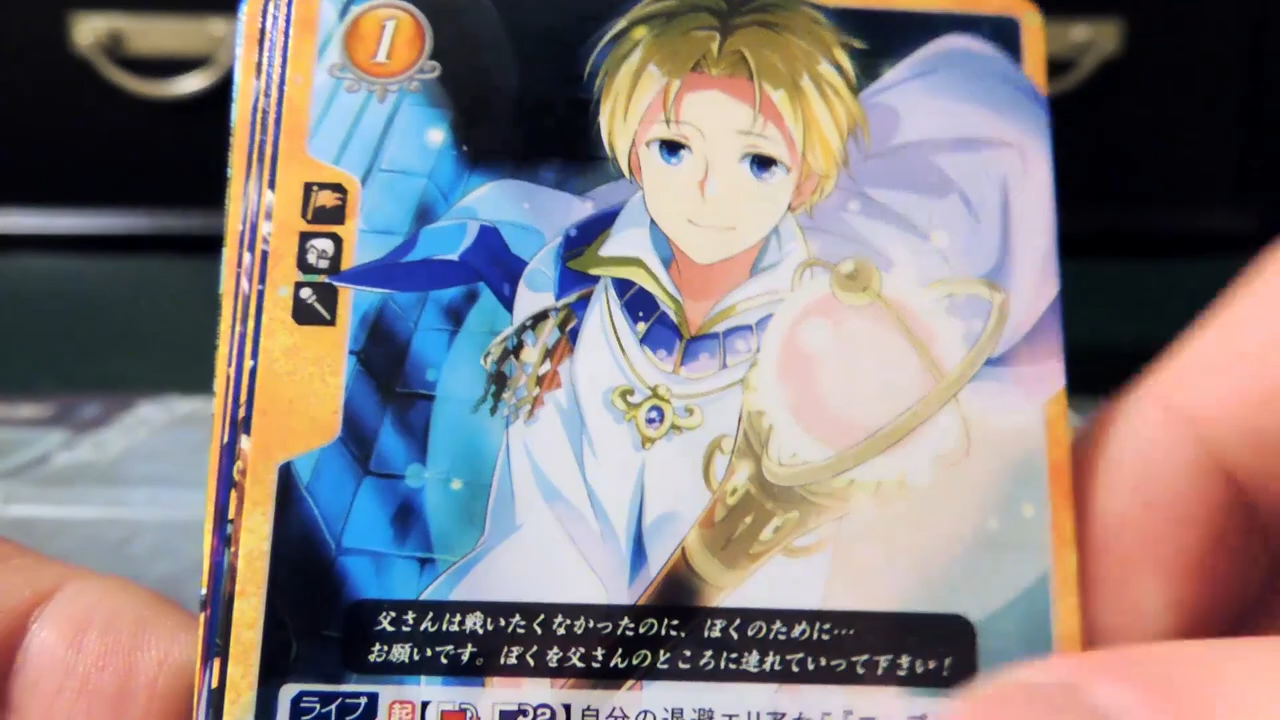 1
父さんは戦いたくなかったのに、ぼくのために…
お願いです。ぼくを父さんのところに連れていって下さい!
ライブ 起【 2】自分の退避エリアから『ユ